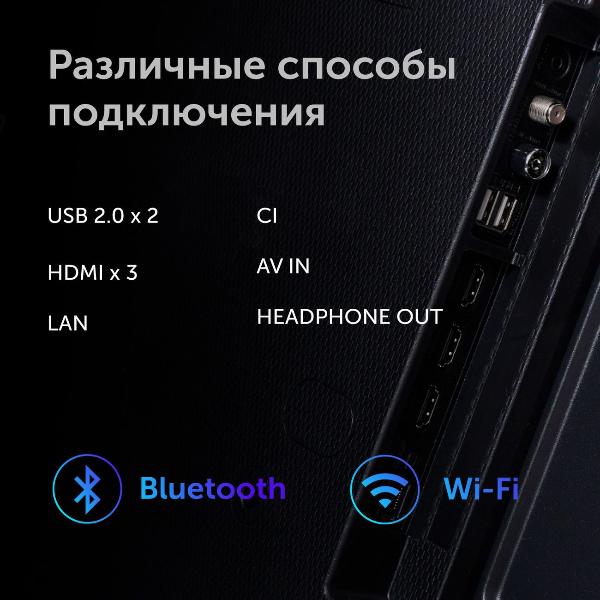 Различные способы
подключения
USB 2.0 x 2
HDMI x 3
LAN
CI
AV IN
HEADPHONE OUT
Bluetooth
Wi-Fi